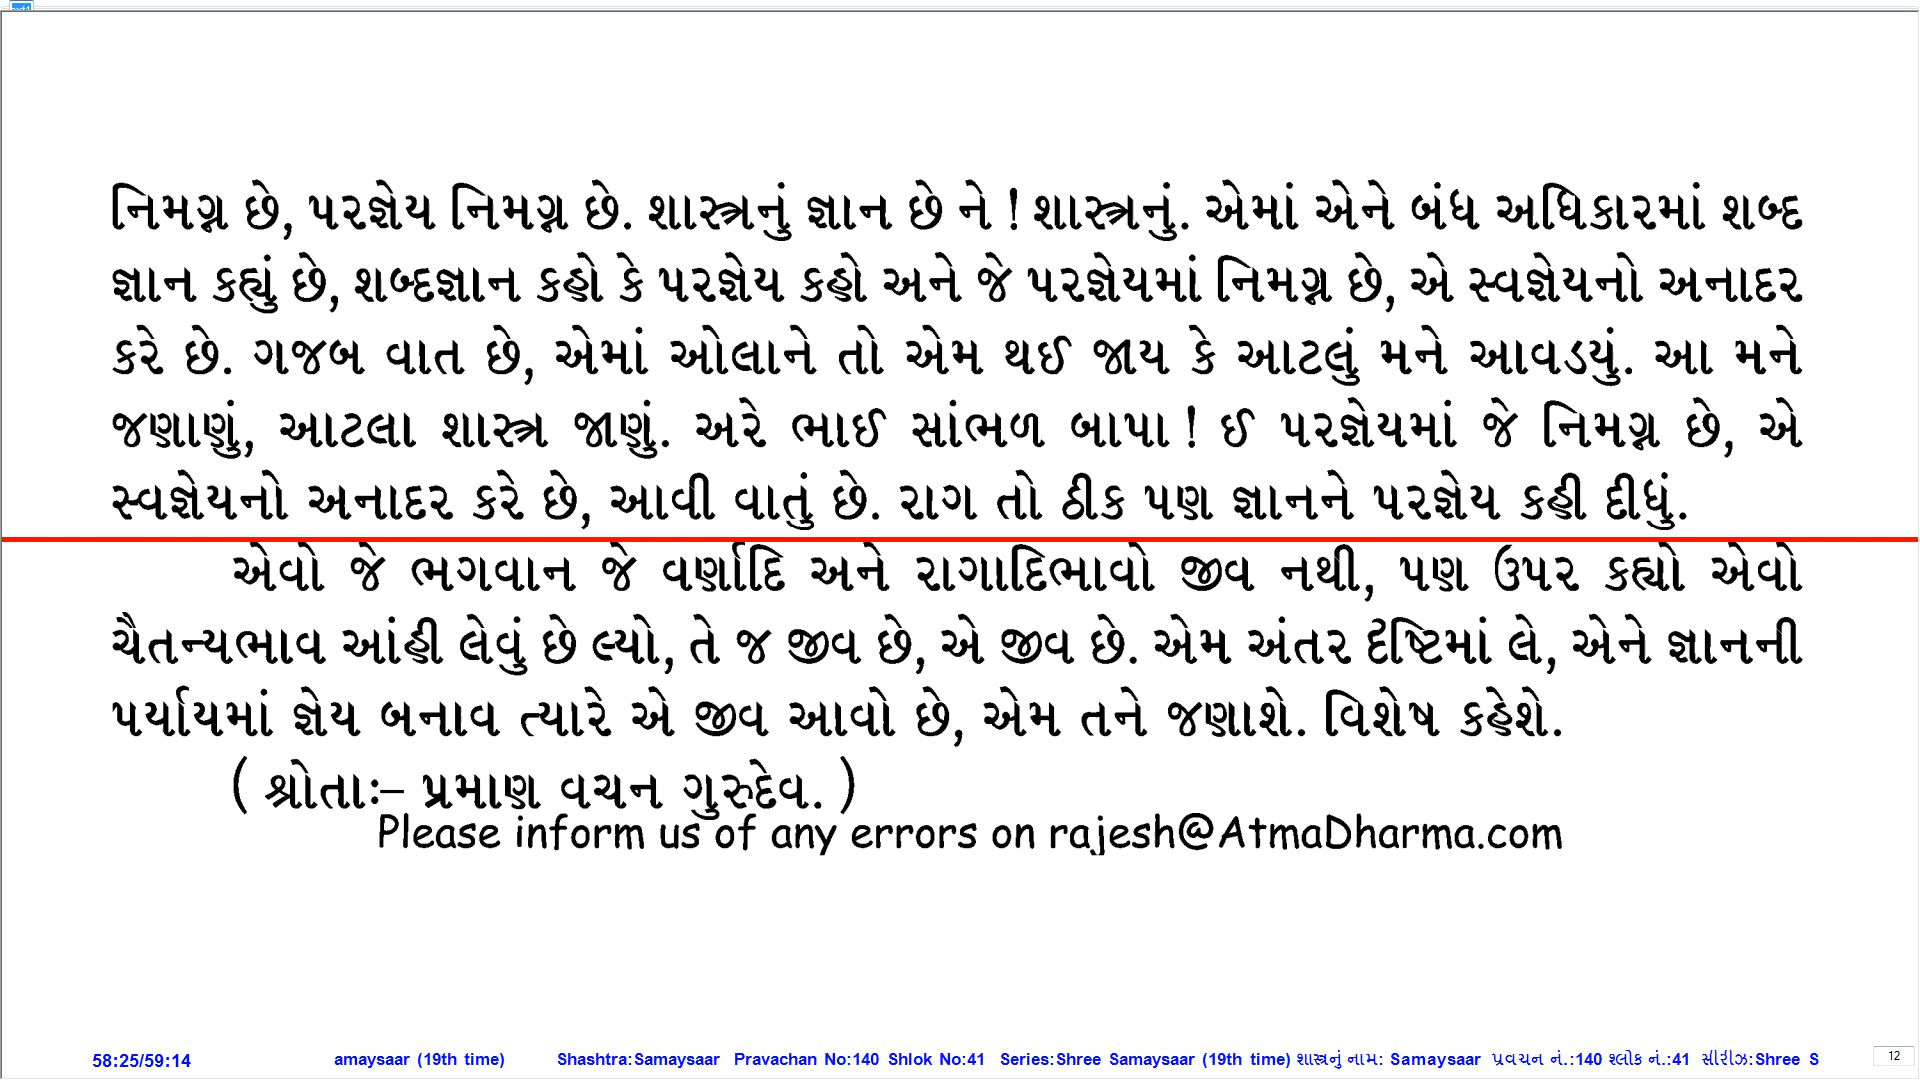 નિમગ્ન છે, પરજ્ઞેય નિમગ્ન છે. શાસ્ત્રનું જ્ઞાન છે ને ! શાસ્ત્રનું. એમાં એને બંધ અધિકારમાં શબ્દ
જ્ઞાન કહ્યું છે, શબ્દજ્ઞાન કહો કે પરજ્ઞેય કહો અને જે પરજ્ઞેયમાં નિમગ્ન છે, એ સ્વજ્ઞેયનો અનાદર
કરે છે. ગજબ વાત છે, એમાં ઓલાને તો એમ થઈ જાય કે આટલું મને આવડયું. આ મને
જણાણું, આટલા શાસ્ત્ર જાણું. અરે ભાઈ સાંભળ બાપા ! ઈ પરજ્ઞેયમાં જે નિમગ્ન છે, એ
સ્વજ્ઞેયનો અનાદર કરે છે, આવી વાતું છે. રાગ તો ઠીક પણ જ્ઞાનને પરજ્ઞેય કહી દીધું.
એવો જે ભગવાન જે વર્ણાદિ અને રાગાદિભાવો જીવ નથી, પણ ઉપર કહ્યો એવો
ચૈતન્યભાવ આંહી લેવું છે લ્યો, તે જ જીવ છે, એ જીવ છે. એમ અંતર દૅષ્ટિમાં લે, એને જ્ઞાનની
પર્યાયમાં જ્ઞેય બનાવ ત્યારે એ જીવ આવો છે, એમ તને જણાશે. વિશેષ કહેશે.
( શ્રોતાઃ– પ્રમાણ વચન ગુરુદેવ. )
Please inform us of any errors on rajesh@AtmaDharma.com
58:25/59:14 amaysaar (19th time) Shashtra:Samaysaar Pravachan No:140 Shlok No:41 Series:Shree Samaysaar (19th time) શાસ્ત્રનું નામ: Samaysaar પ્રવચન નં.:140 શ્લોક નં.:41 સીરીઝ:Shree S 12